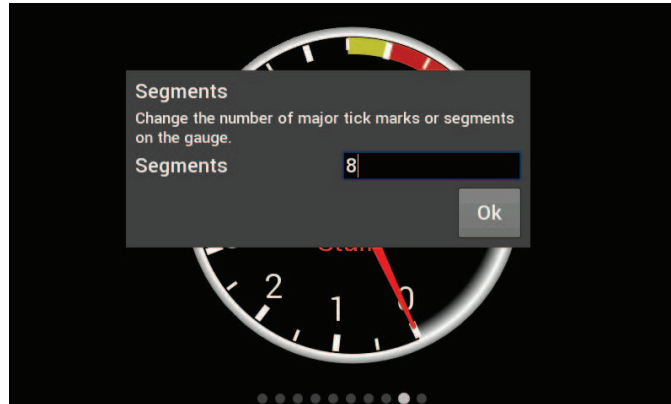 Segments
Change the number of major tick marks or segments
on the gauge.
Segments 8
Ok
2
1
0